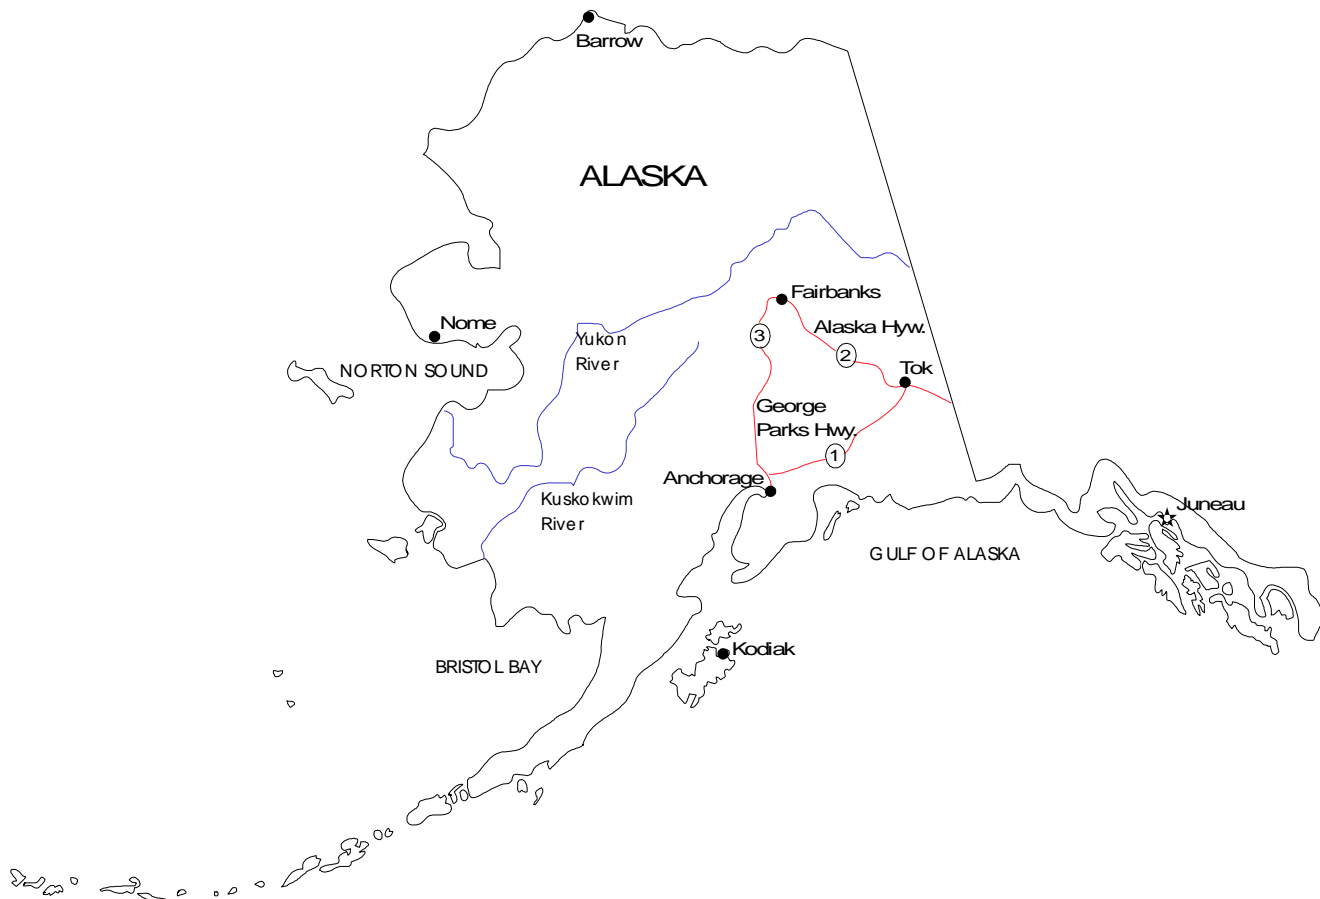 Barrow
ALASKA
Fairbanks
Alaska Hyw.
Nome
3
Yukon
River
2
NORTON SOUND
Tok
George
Parks Hwy.
1
Anchorage
Kuskokwim
River
Juneau
GULF OF ALASKA
Kodiak
BRISTOL BAY